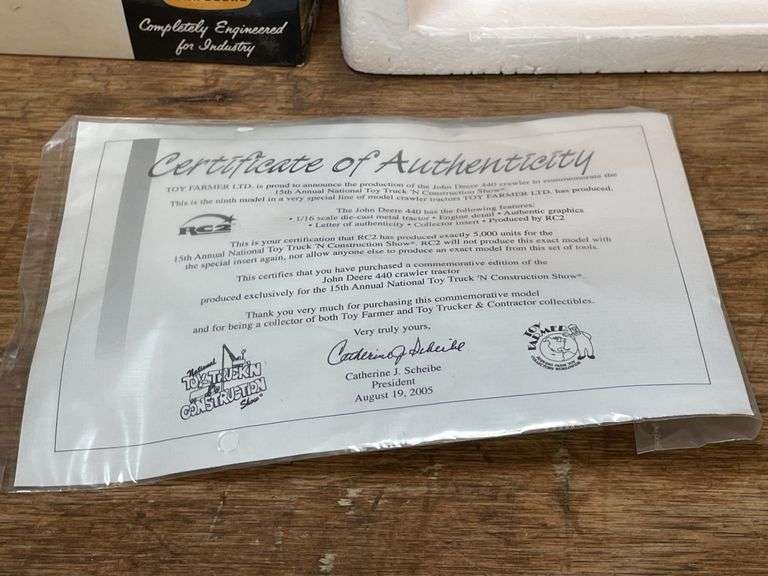 Completely Engineered
for Industry
Certificate of Authenticity
TOY FARMER LTD. is proud to announce the production of the John Deere 440 crawler to commemorate the
15th Annual National Toy Truck 'N Construction Show®.
This is the ninth model in a very special line of model crawler tractors TOY FARMER LTD. has produced.
The John Deere 440 has the following features:
• 1/16 scale die-cast metal tractor • Engine detail • Authentic graphics
• Letter of authenticity • Collector insert • Produced by RC2
RC2
This is your certification that RC2 has produced exactly 5,000 units for the
15th Annual National Toy Truck 'N Construction Show®. RC2 will not produce this exact model with
the special insert again, nor allow anyone else to produce an exact model from this set of tools.
This certifies that you have purchased a commemorative edition of the
John Deere 440 crawler tractor
produced exclusively for the 15th Annual National Toy Truck 'N Construction Show®.
Thank you very much for purchasing this commemorative model
and for being a collector of both Toy Farmer and Toy Trucker & Contractor collectibles.
Very truly yours,
Catherine J Scheibe
Catherine J. Scheibe
President
August 19, 2005
National
TOY TRUCK'N
CONSTRUCTION
Show®
TOY
FARMER